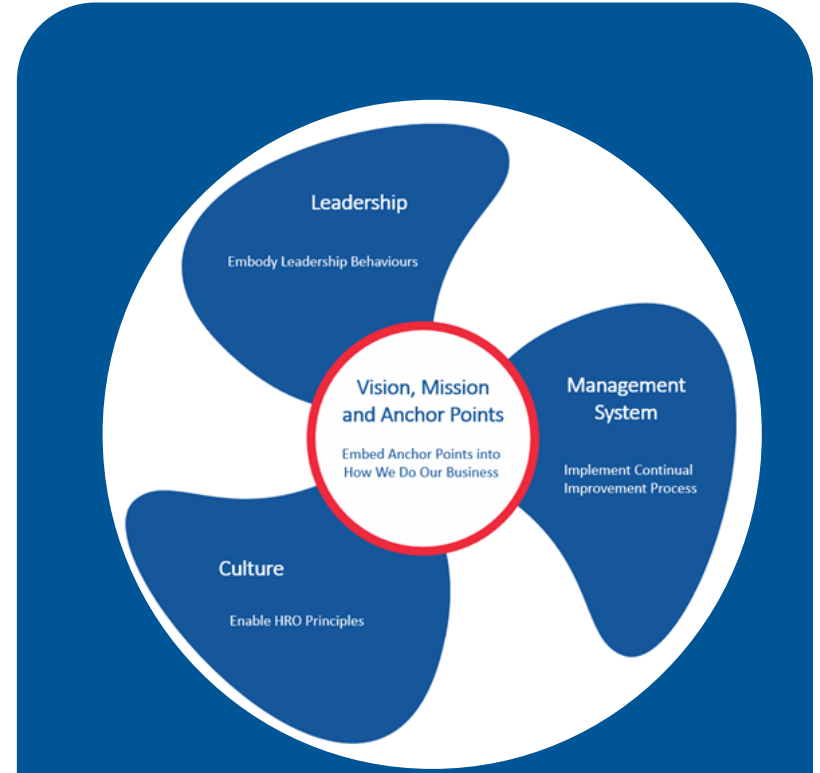 Leadership
Embody Leadership Behaviours
Vision, Mission
and Anchor Points
Embed Anchor Points into
How We Do Our Business
Management
System
Implement Continual
Improvement Process
Culture
Enable HRO Principles